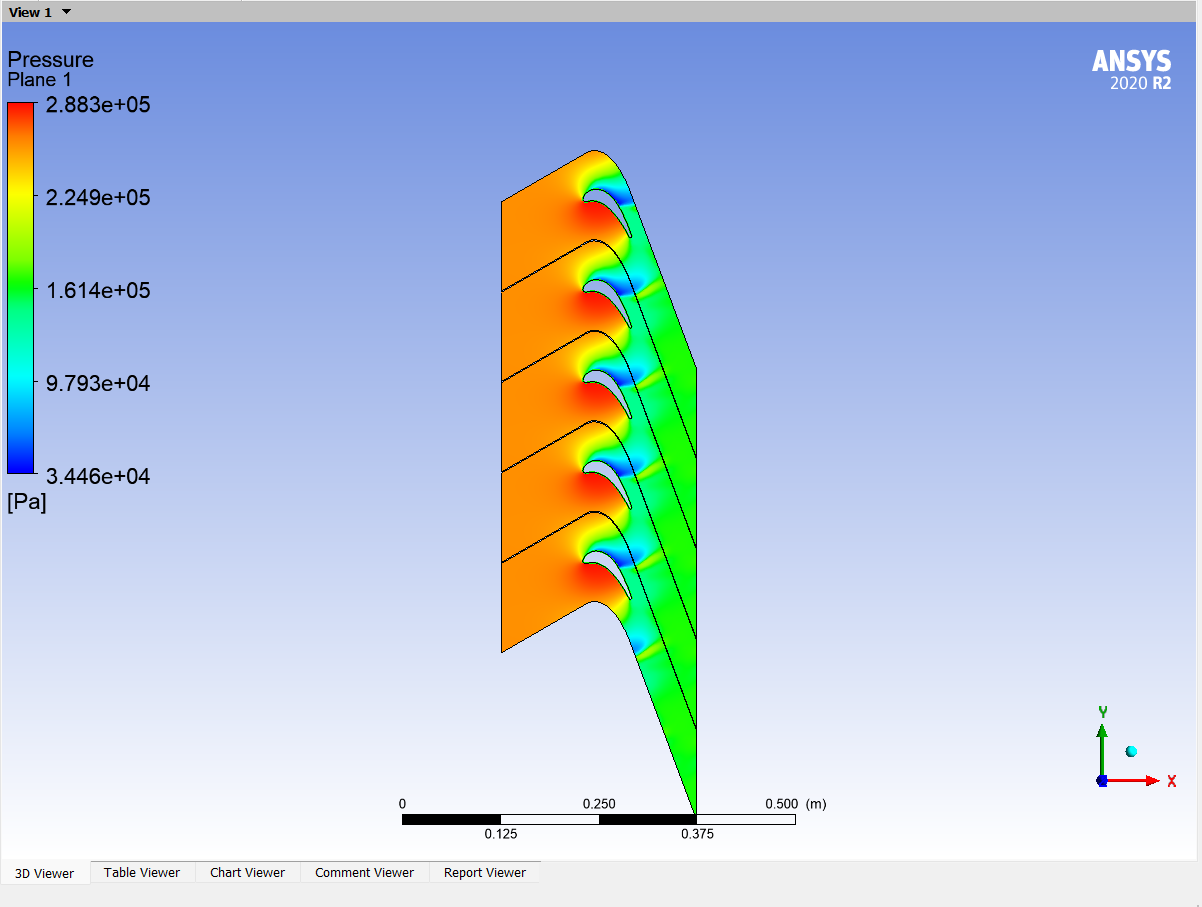 View 1
Pressure
Plane 1
2.883e+05
2.249e+05
1.614e+05
9.793e+04
3.446e+04
[Pa]
ANSYS
2020 R2
Y
X
0 0.250 0.500 (m)
0.125 0.375
3D Viewer Table Viewer Chart Viewer Comment Viewer Report Viewer